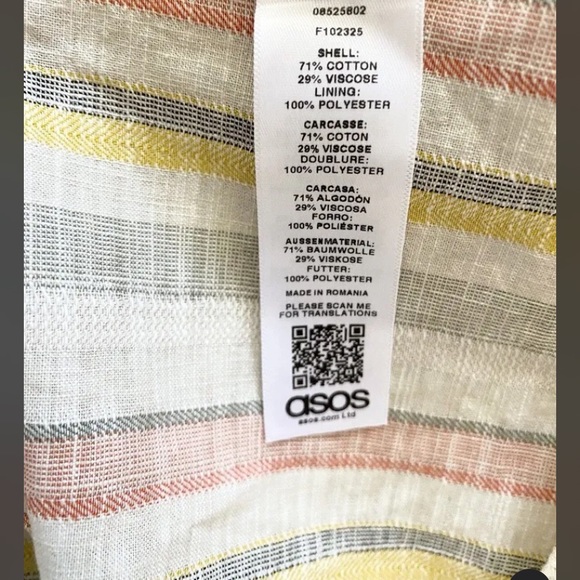 08525802
F102325
SHELL:
71% COTTON
29% VISCOSE
LINING:
100% POLYESTER
CARCASSE:
71% COTON
29% VISCOSE
DOUBLURE:
100% POLYESTER
CARCASA:
71% ALGODÓN
29% VISCOSA
FORRO:
100% POLIÉSTER
AUSSENMATERIAL:
71% BAUMWOLLE
29% VISKOSE
FUTTER:
100% POLYESTER
MADE IN ROMANIA
PLEASE SCAN ME
FOR TRANSLATIONS
asos
asos.com Ltd